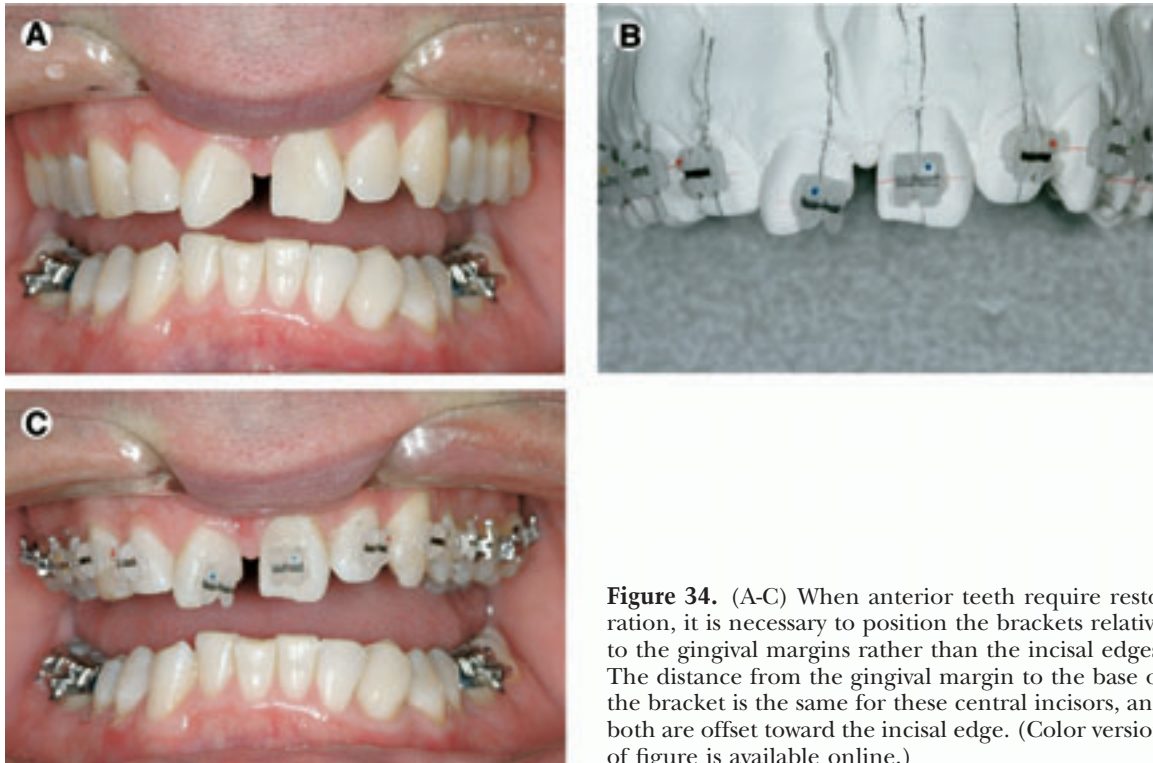 A
B
C
Figure 34. (A-C) When anterior teeth require resto
ration, it is necessary to position the brackets relativ
to the gingival margins rather than the incisal edges
The distance from the gingival margin to the base o
the bracket is the same for these central incisors, an
both are offset toward the incisal edge. (Color version
of figure is available online.)